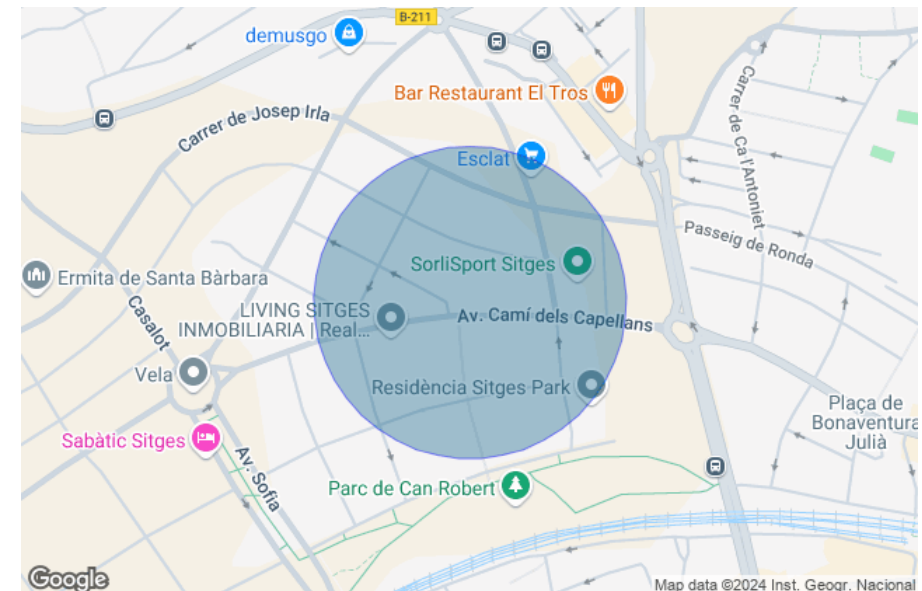 B-211
demusgo
Bar Restaurant El Tros
Carrer de Josep Irla
Carrer de Ca l'Antoniet
Esclat
Passeig de Ronda
SorliSport Sitges
Ermita de Santa Bàrbara
LIVING SITGES
INMOBILIARIA | Real...
Casalot
Av. Camí dels Capellans
Vela
Residència Sitges Park
Plaça de
Bonaventura
Julià
Sabàtic Sitges
Av. Sofia
Parc de Can Robert
Google
Map data ©2024 Inst. Geogr. Nacional